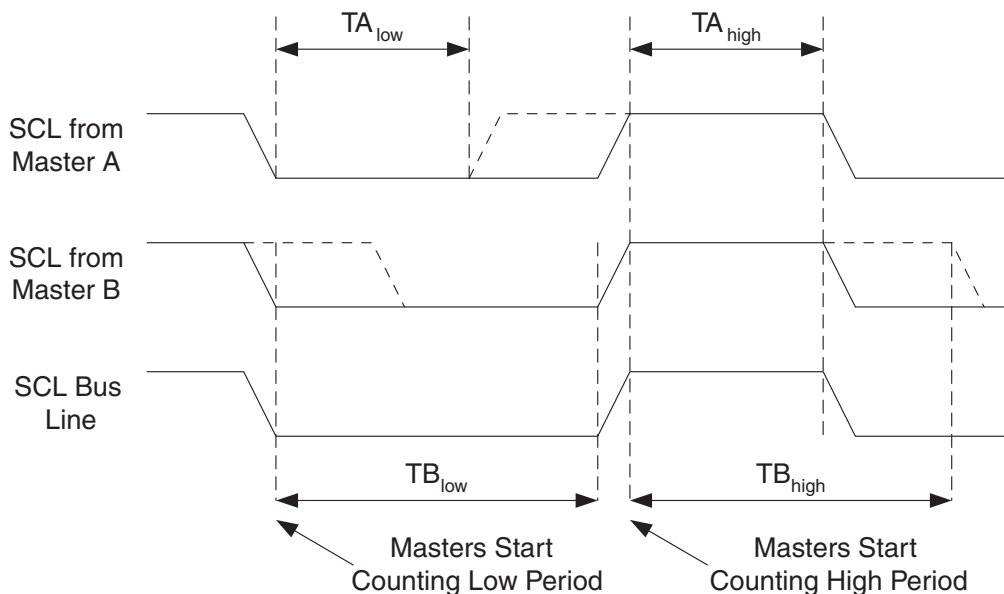 TA low
TA high
SCL from
Master A
SCL from
Master B
SCL Bus
Line
TB low
TB high
Masters Start
Counting Low Period
Masters Start
Counting High Period